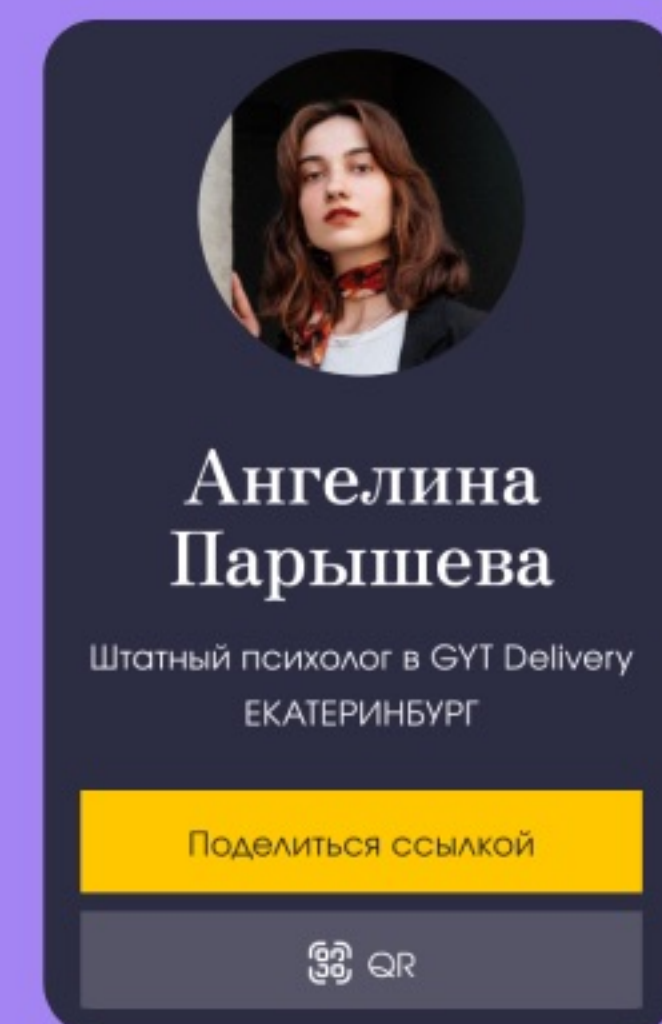 Ангелина
Парышева
Штатный психолог в GYT Delivery
ЕКАТЕРИНБУРГ
Поделиться ссылкой
QR